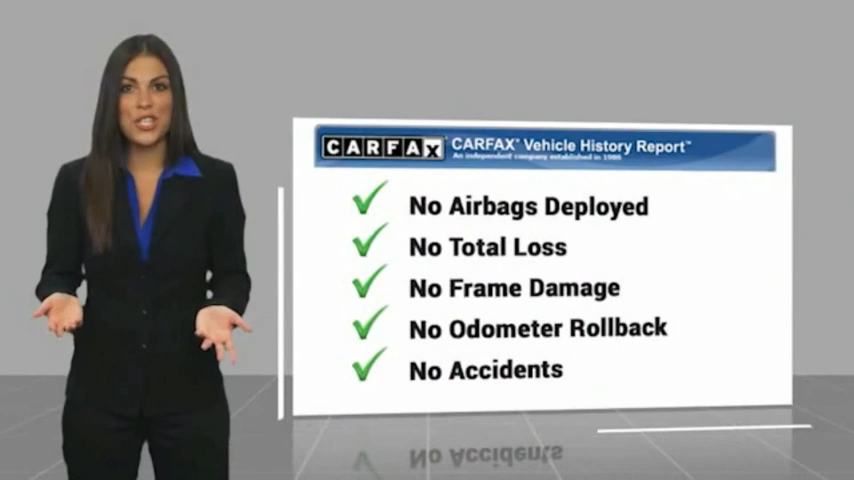 CARFAX CARFAX™ Vehicle History Report™
An independent company established in 1986
No Airbags Deployed
No Total Loss
No Frame Damage
No Odometer Rollback
No Accidents
No Accidents